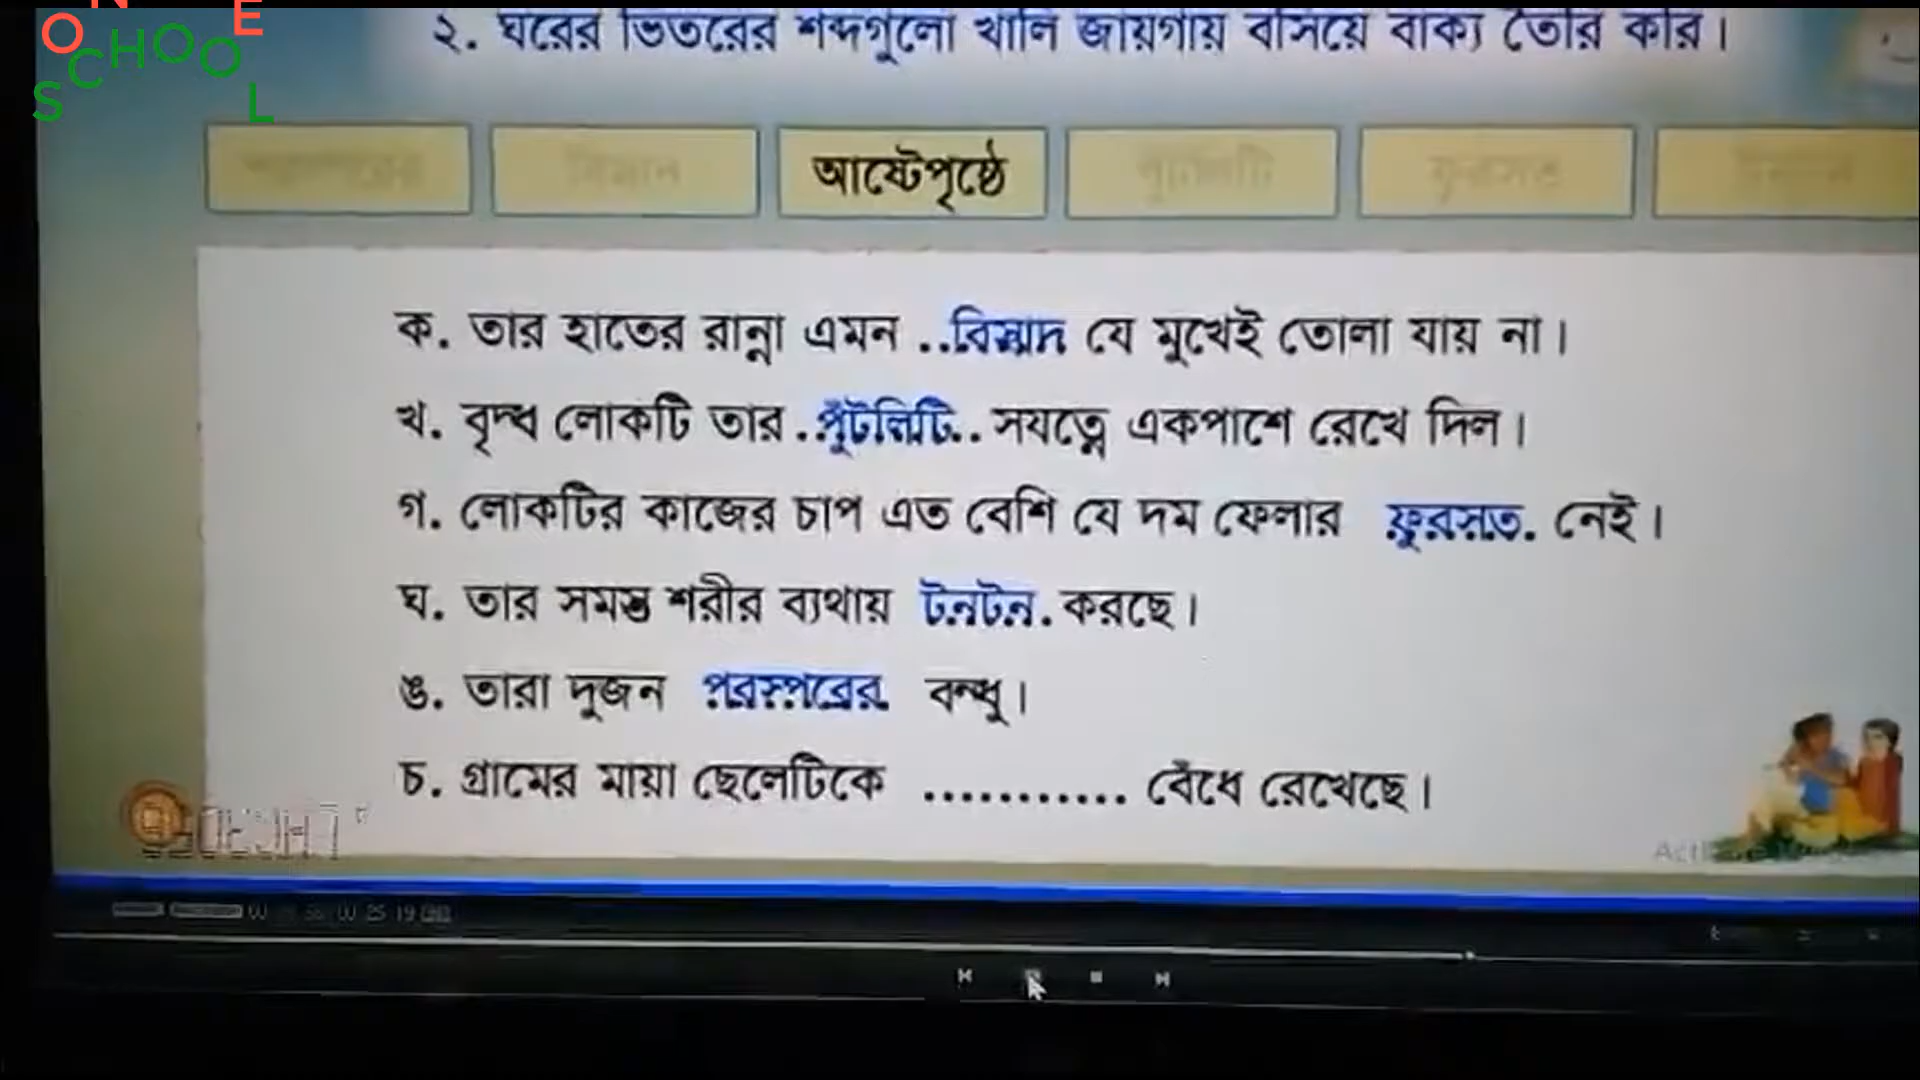 ONE
SCHOOL
২. ঘরের ভিতরের শব্দগুলো খালি জায়গায় বসিয়ে বাক্য তৈরি করি।
আষ্টেপৃষ্ঠে
ক. তার হাতের রান্না এমন ..বিস্বাদ যে মুখেই তোলা যায় না।
খ. বৃদ্ধ লোকটি তার .পুঁটলিটি.. সযত্নে একপাশে রেখে দিল।
গ. লোকটির কাজের চাপ এত বেশি যে দম ফেলার ফুরসত. নেই।
ঘ. তার সমস্ত শরীর ব্যথায় টনটন. করছে।
ঙ. তারা দুজন পরস্পরের. বন্ধু।
চ. গ্রামের মায়া ছেলেটিকে ........... বেঁধে রেখেছে।